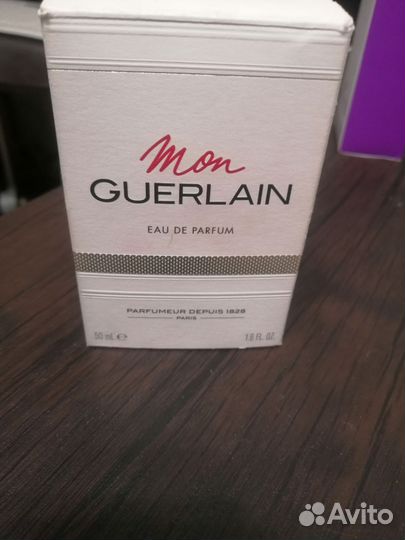 Mon
GUERLAIN
EAU DE PARFUM
PARFUMEUR DEPUIS 1828
PARIS
50 mL ℮ 1.6 FL. OZ.
Avito